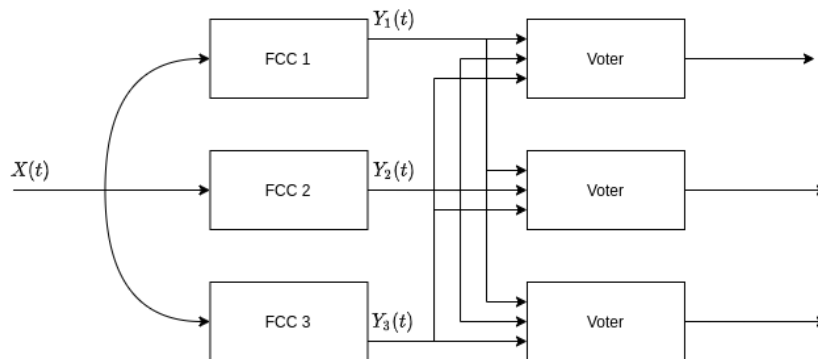 Y₁(t)
FCC 1
Voter
X(t)
FCC 2
Y₂(t)
Voter
FCC 3
Y₃(t)
Voter